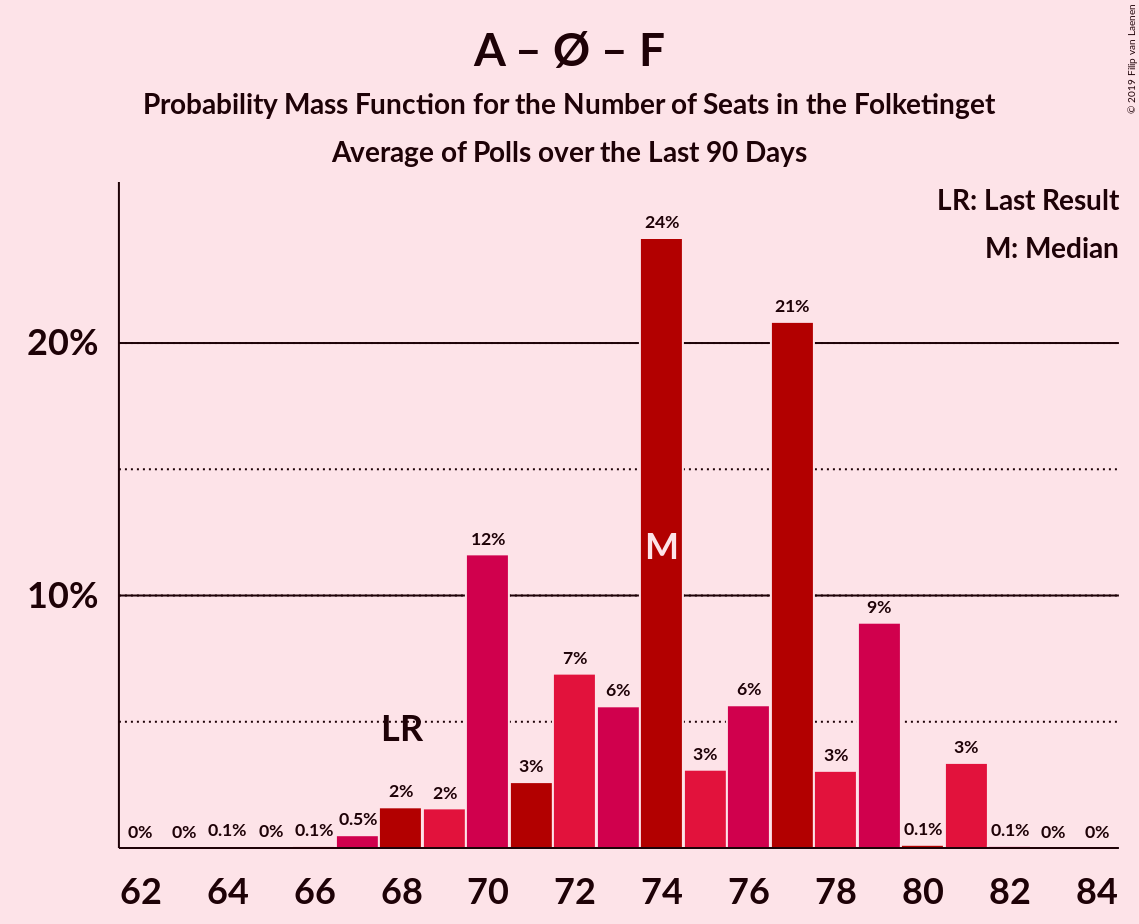 A – Ø – F
Probability Mass Function for the Number of Seats in the Folketinget
Average of Polls over the Last 90 Days
© 2019 Filip van Laenen
LR: Last Result
M: Median
20%
10%
0%
0%
0.1%
0%
0.1%
0.5%
2%
2%
12%
3%
7%
6%
24%
3%
6%
21%
3%
9%
0.1%
3%
0.1%
0%
0%
LR
M
62 64 66 68 70 72 74 76 78 80 82 84